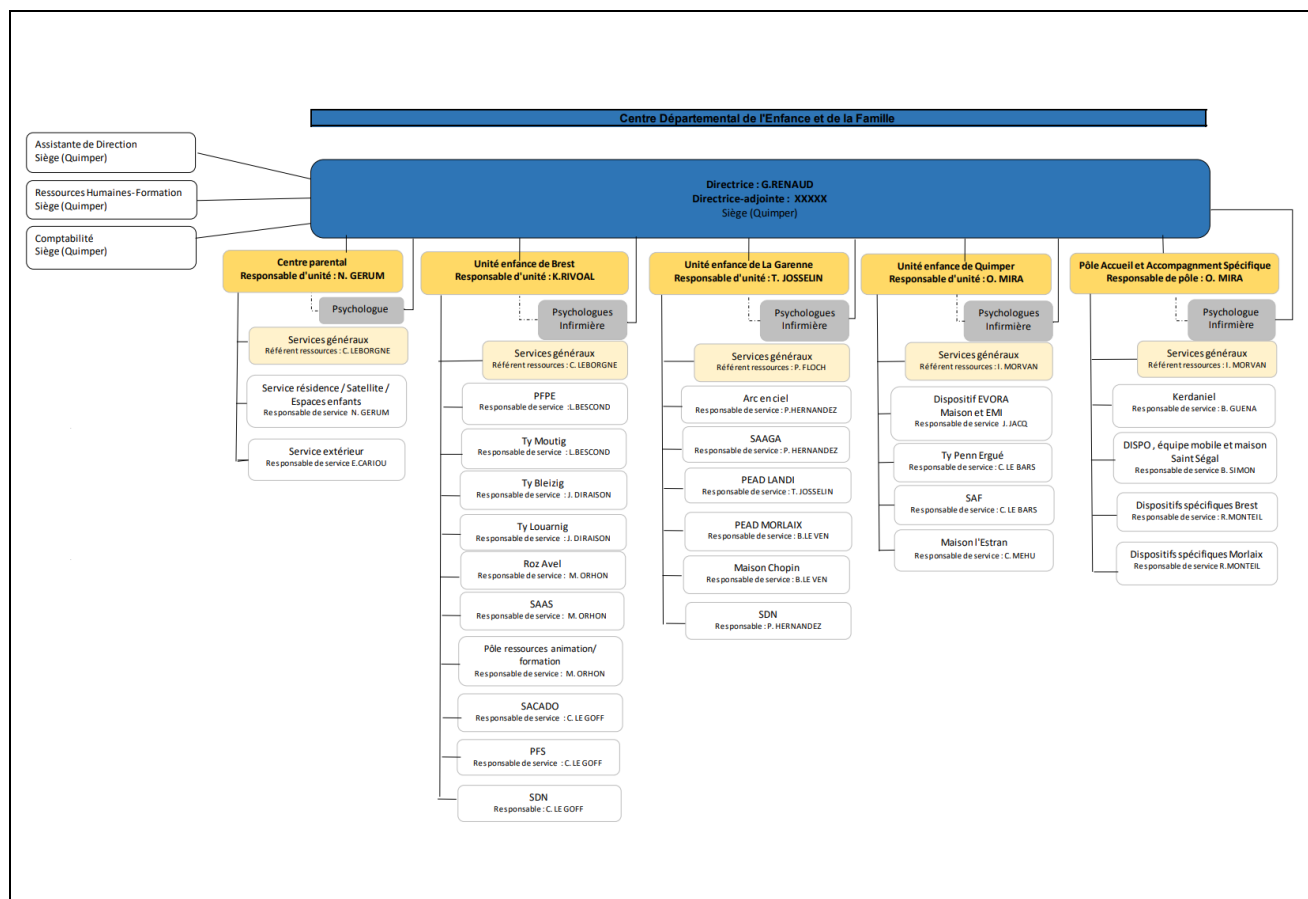 Centre Départemental de l'Enfance et de la Famille
Assistante de Direction
Siège (Quimper)
Ressources Humaines-Formation
Siège (Quimper)
Comptabilité
Siège (Quimper)
Directrice : G.RENAUD
Directrice-adjointe : XXXXX
Siège (Quimper)
Centre parental
Responsable d'unité : N. GERUM
Psychologue
Services généraux
Référent ressources : C. LEBORGNE
Service résidence / Satellite /
Espaces enfants
Responsable de service N. GERUM
Service extérieur
Responsable de service E.CARIOU
Unité enfance de Brest
Responsable d'unité : K.RIVOAL
Psychologues
Infirmière
Services généraux
Référent ressources : C. LEBORGNE
PFPE
Responsable de service :L.BESCOND
Ty Moutig
Responsable de service : L.BESCOND
Ty Bleizig
Responsable de service : J. DIRAISON
Ty Louarnig
Responsable de service : J. DIRAISON
Roz Avel
Responsable de service : M. ORHON
SAAS
Responsable de service : M. ORHON
Pôle ressources animation/
formation
Responsable de service : M. ORHON
SACADO
Responsable de service : C. LE GOFF
PFS
Responsable de service : C. LE GOFF
SDN
Responsable : C. LE GOFF
Unité enfance de La Garenne
Responsable d'unité : T. JOSSELIN
Psychologues
Infirmière
Services généraux
Référent ressources : P. FLOCH
Arc en ciel
Responsable de service : P.HERNANDEZ
SAAGA
Responsable de service : P. HERNANDEZ
PEAD LANDI
Responsable de service : T. JOSSELIN
PEAD MORLAIX
Responsable de service : B.LE VEN
Maison Chopin
Responsable de service : B.LE VEN
SDN
Responsable : P. HERNANDEZ
Unité enfance de Quimper
Responsable d'unité : O. MIRA
Psychologues
Infirmière
Services généraux
Référent ressources : I. MORVAN
Dispositif EVORA
Maison et EMI
Responsable de service J. JACQ
Ty Penn Ergué
Responsable de service : C. LE BARS
SAF
Responsable de service : C. LE BARS
Maison l'Estran
Responsable de service : C. MEHU
Pôle Accueil et Accompagnment Spécifique
Responsable de pôle : O. MIRA
Psychologue
Infirmière
Services généraux
Référent ressources : I. MORVAN
Kerdaniel
Responsable de service : B. GUENA
DISPO , équipe mobile et maison
Saint Ségal
Responsable de service B. SIMON
Dispositifs spécifiques Brest
Responsable de service : R.MONTEIL
Dispositifs spécifiques Morlaix
Responsable de service R.MONTEIL